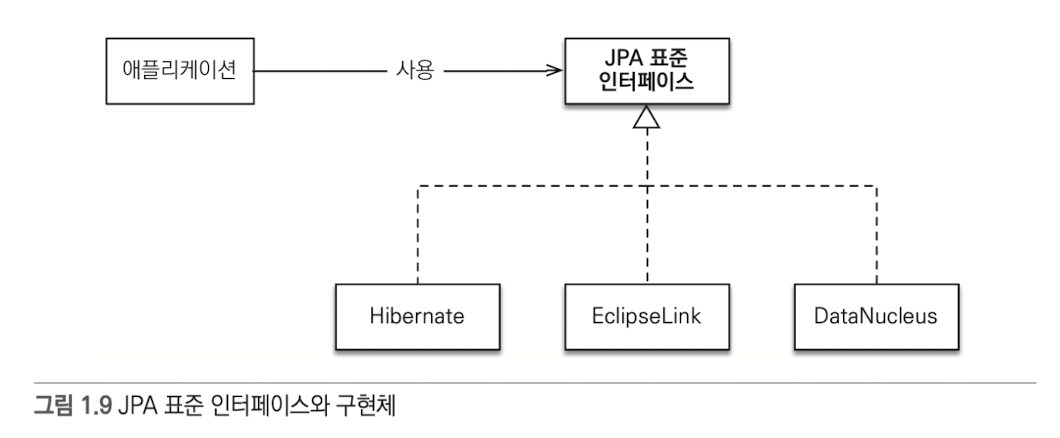 애플리케이션
사용
JPA 표준
인터페이스
Hibernate
EclipseLink
DataNucleus
그림 1.9 JPA 표준 인터페이스와 구현체